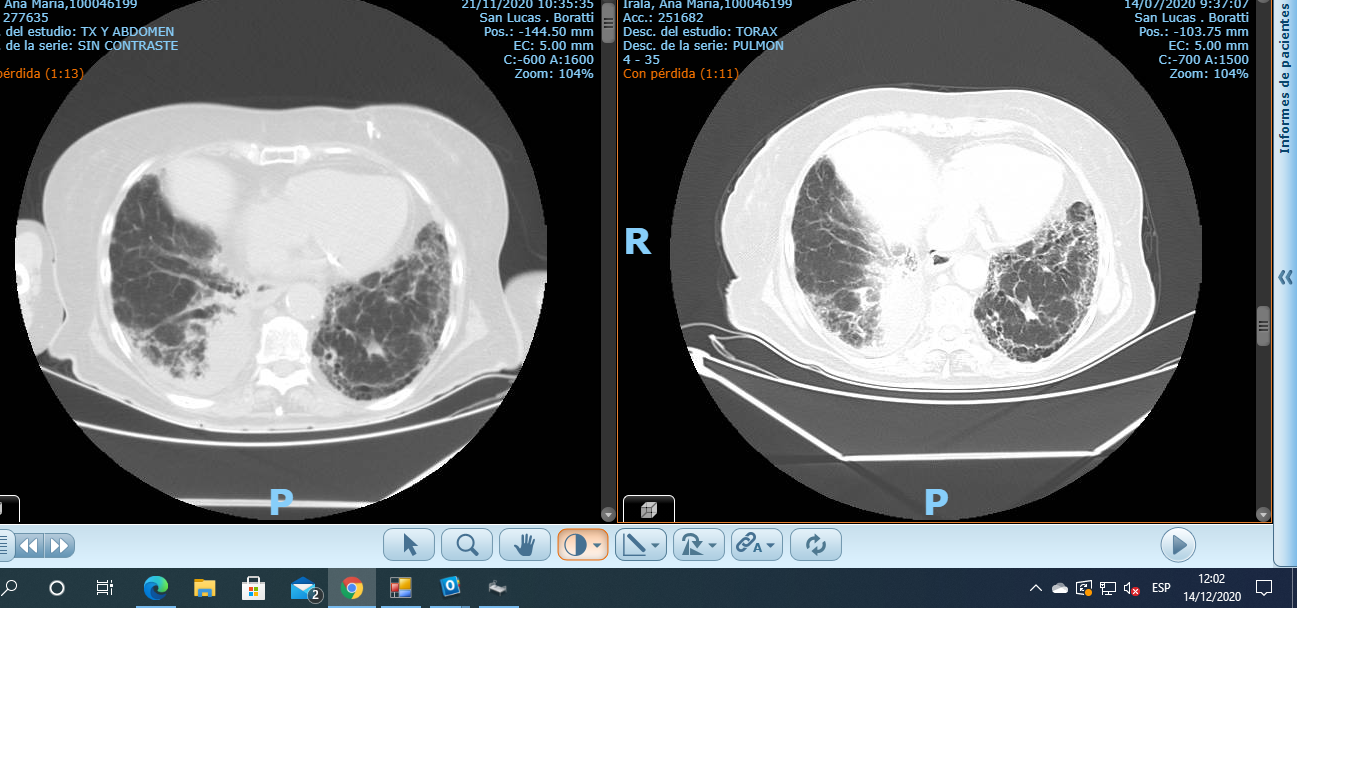 Ana Maria,100046199
277635
. del estudio: TX Y ABDOMEN
. de la serie: SIN CONTRASTE
pérdida (1:13)
21/11/2020 10:35:35
San Lucas . Boratti
Pos.: -144.50 mm
EC: 5.00 mm
C:-600 A:1600
Zoom: 104%
P
Irala, Ana Maria,100046199
Acc.: 251682
Desc. del estudio: TORAX
Desc. de la serie: PULMON
4 - 35
Con pérdida (1:11)
14/07/2020 9:37:07
San Lucas . Boratti
Pos.: -103.75 mm
EC: 5.00 mm
C:-700 A:1500
Zoom: 104%
R
P
Informes de pacientes
A
2
ESP
12:02
14/12/2020